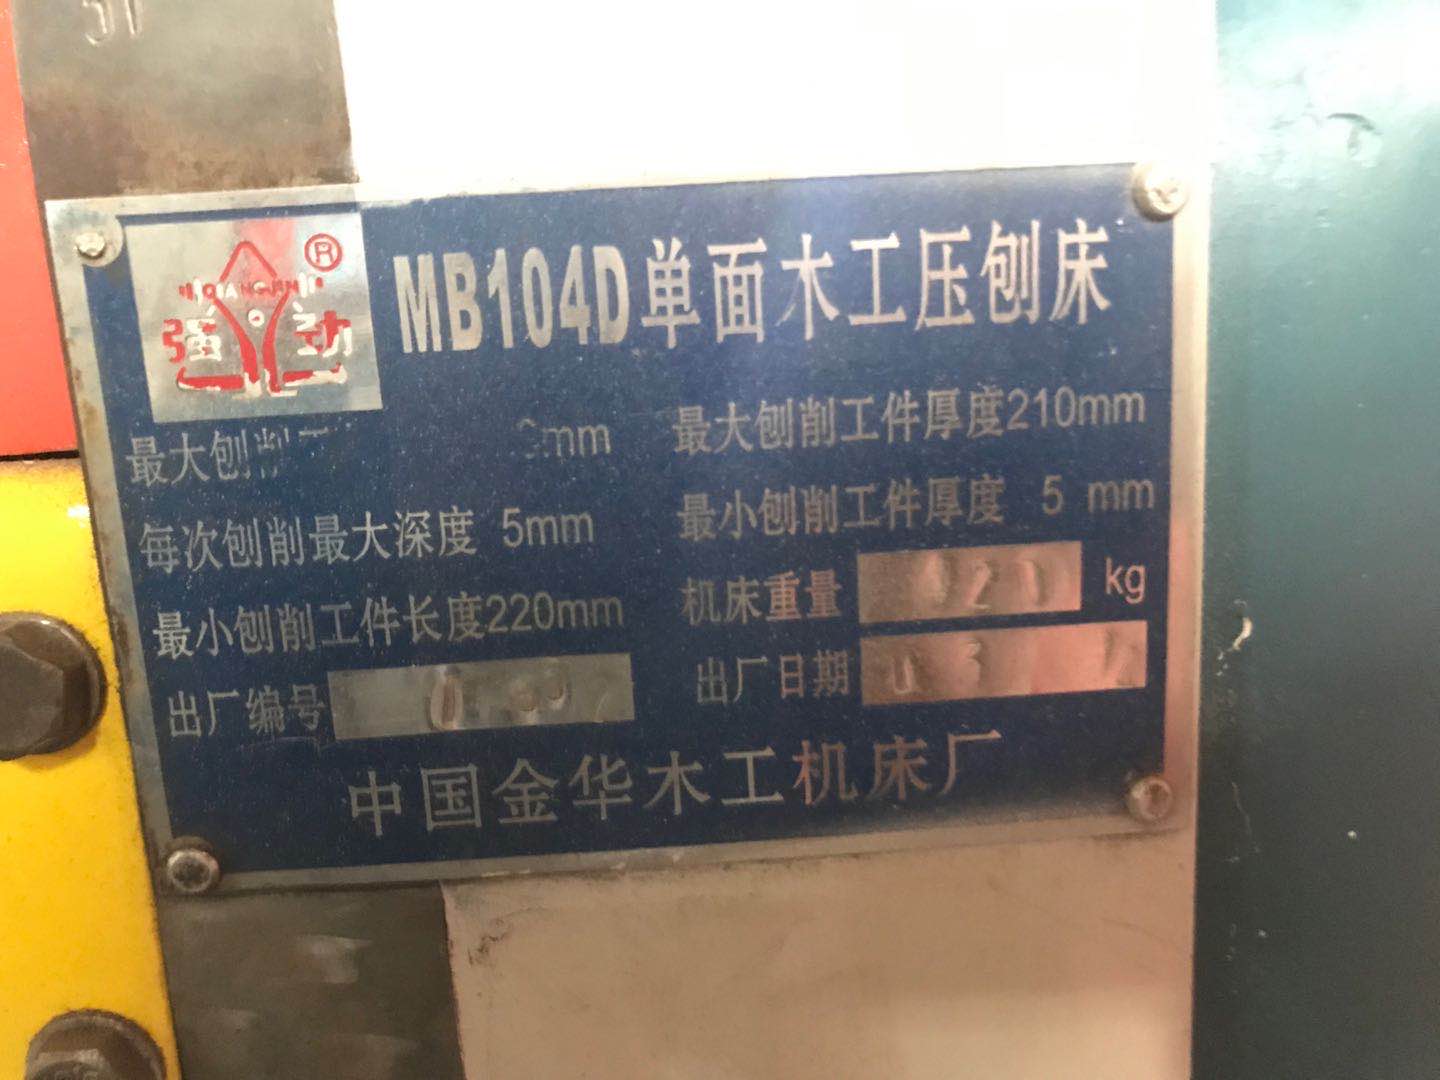 51
® QIANGJIN
强劲
MB104D单面木工压刨床
最大刨削 mm 最大刨削工件厚度210mm
每次刨削最大深度 5mm 最小刨削工件厚度 5 mm
最小刨削工件长度220mm 机床重量 kg
出厂编号 出厂日期
中国金华木工机床厂